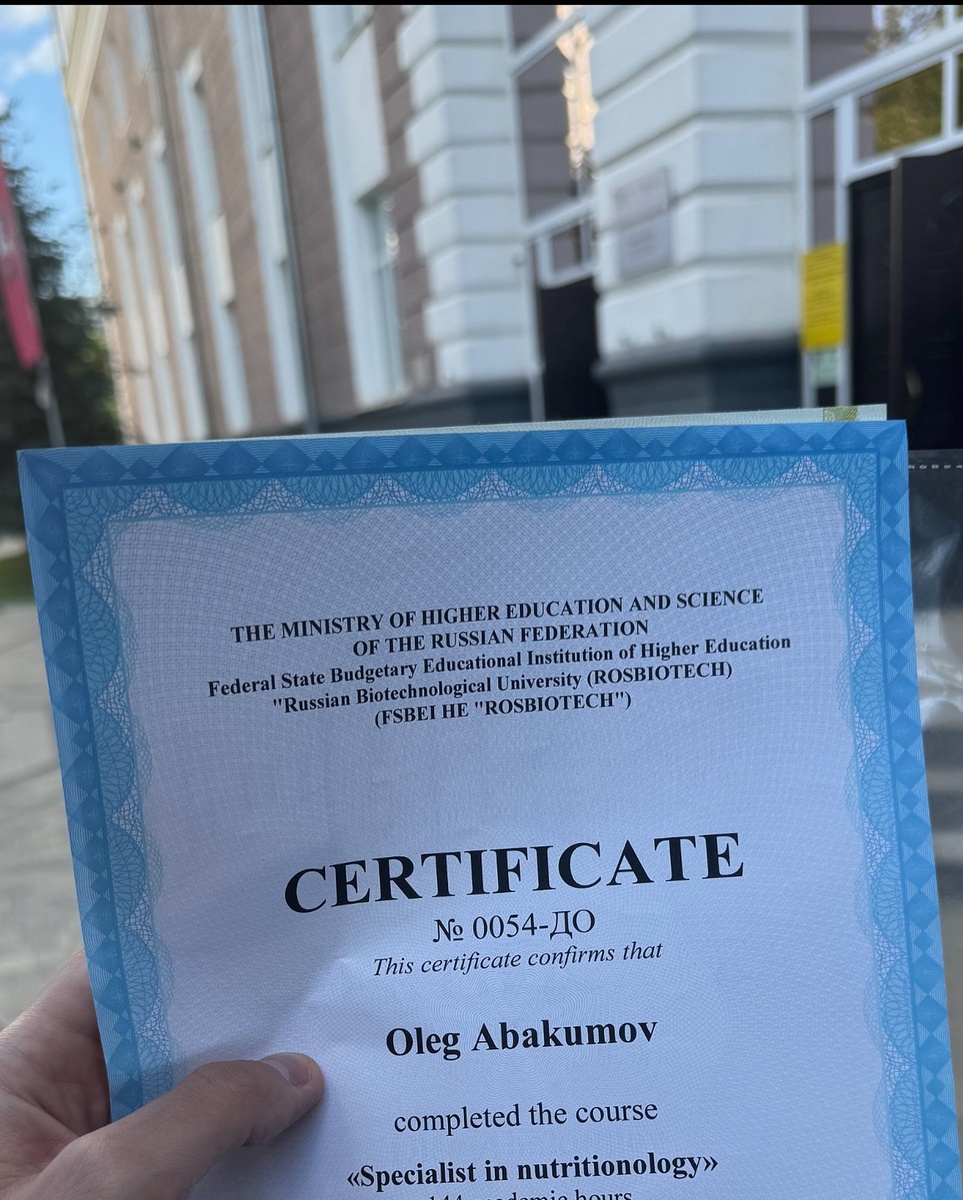 THE MINISTRY OF HIGHER EDUCATION AND SCIENCE
OF THE RUSSIAN FEDERATION
Federal State Budgetary Educational Institution of Higher Education
"Russian Biotechnological University (ROSBIOTECH)
(FSBEI HE "ROSBIOTECH")
CERTIFICATE
№ 0054-ДО
This certificate confirms that
Oleg Abakumov
completed the course
«Specialist in nutritionology»
hours